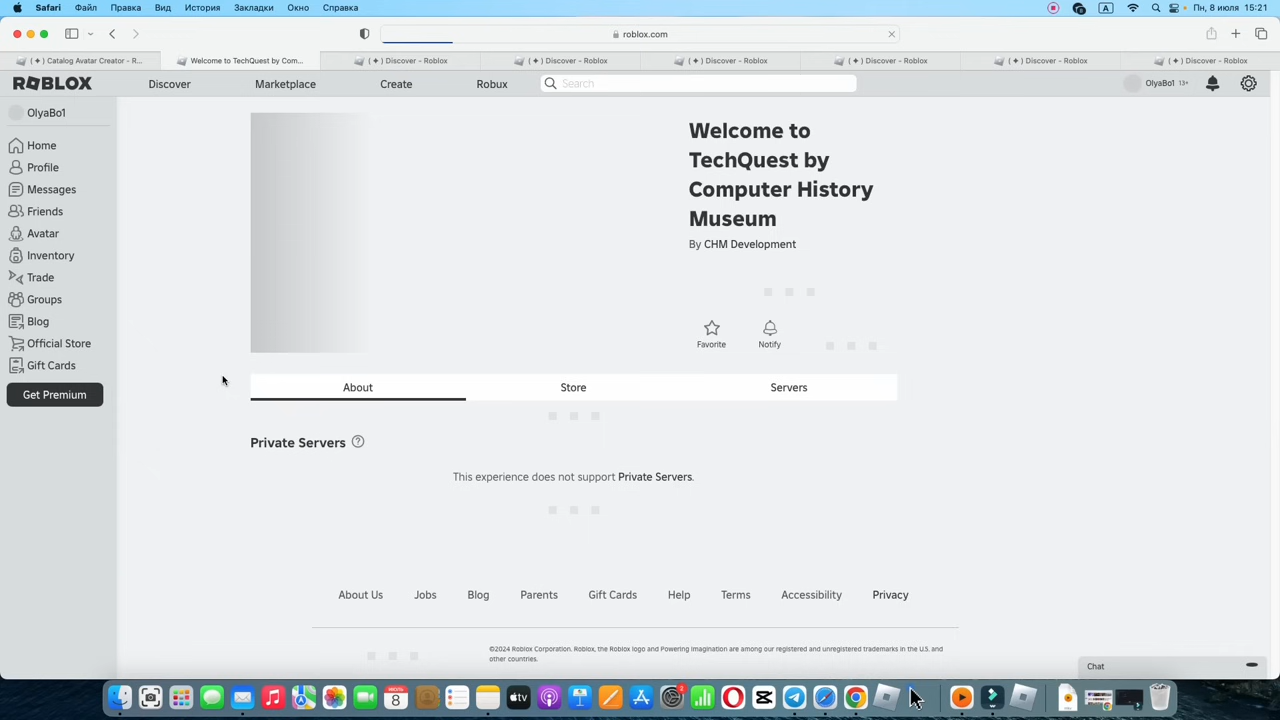 Safari Файл Правка Вид История Закладки Окно Справка
A Пн, 8 июля 15:21
roblox.com
Catalog Avatar Creator - R...
Welcome to TechQuest by Com...
Discover - Roblox
Discover - Roblox
Discover - Roblox
Discover - Roblox
Discover - Roblox
Discover - Roblox
ROBLOX Discover Marketplace Create Robux Search OlyaBo1 13+
OlyaBo1
Home
Profile
Messages
Friends
Avatar
Inventory
Trade
Groups
Blog
Official Store
Gift Cards
Get Premium
Welcome to
TechQuest by
Computer History
Museum
By CHM Development
Favorite Notify
About Store Servers
Private Servers ?
This experience does not support Private Servers.
About Us Jobs Blog Parents Gift Cards Help Terms Accessibility Privacy
©2024 Roblox Corporation. Roblox, the Roblox logo and Powering Imagination are among our registered and unregistered trademarks in the U.S. and
other countries.
Chat
8
tv
2